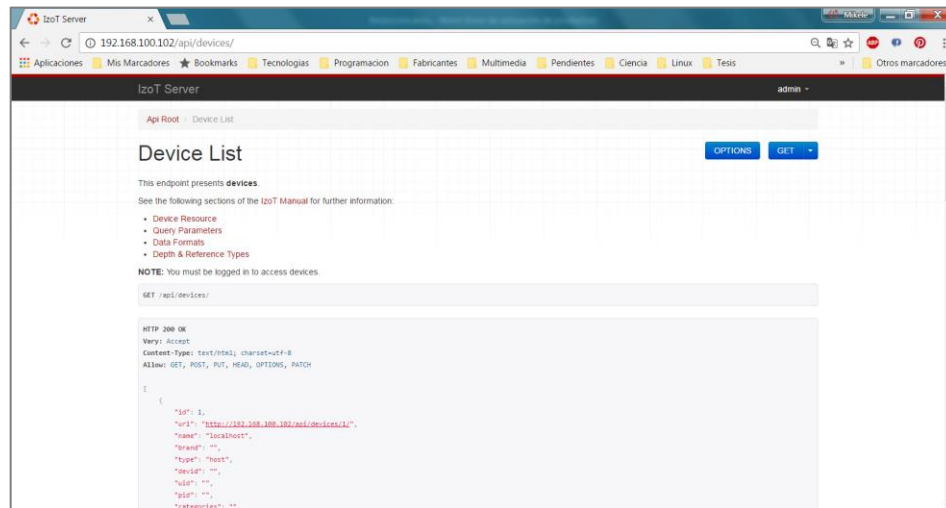 IzoT Server
Mikele
192.168.100.102/api/devices/
Aplicaciones Mis Marcadores Bookmarks Tecnologias Programacion Fabricantes Multimedia Pendientes Ciencia Linux Tesis » Otros marcadores
IzoT Server admin
Api Root Device List
Device List
OPTIONS GET
This endpoint presents devices.
See the following sections of the IzoT Manual for further information:
• Device Resource
• Query Parameters
• Data Formats
• Depth & Reference Types
NOTE: You must be logged in to access devices.
GET /api/devices/
HTTP 200 OK
Vary: Accept
Content-Type: text/html; charset=utf-8
Allow: GET, POST, PUT, HEAD, OPTIONS, PATCH
[
{
"id": 1,
"url": "http://192.168.100.102/api/devices/1/",
"name": "localhost",
"brand": "",
"type": "host",
"devid": "",
"uid": "",
"pid": "",
"categories": "",